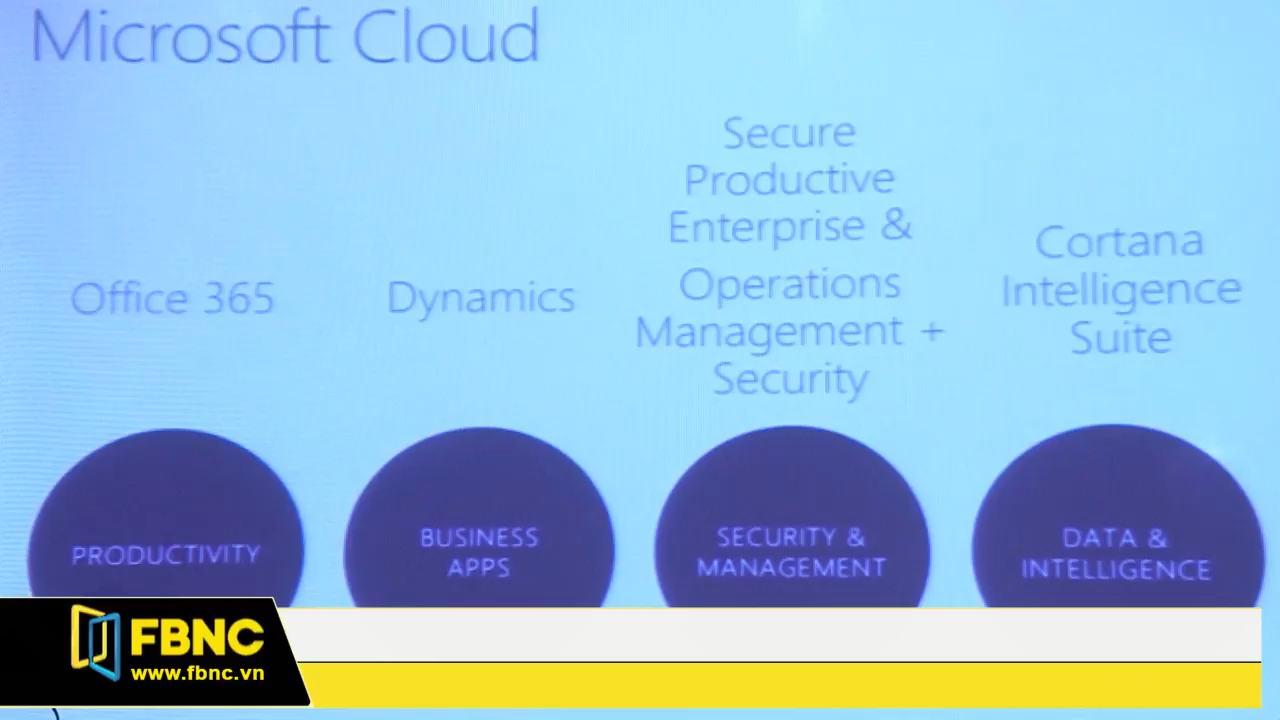 Microsoft Cloud
Office 365
Dynamics
Secure
Productive
Enterprise &
Operations
Management +
Security
Cortana
Intelligence
Suite
PRODUCTIVITY
BUSINESS
APPS
SECURITY &
MANAGEMENT
DATA &
INTELLIGENCE
FBNC
www.fbnc.vn